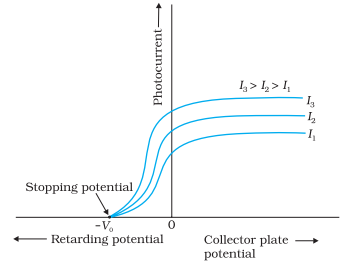 Photocurrent
I₃ > I₂ > I₁
I₃
I₂
I₁
Stopping potential
–V₀
0
Retarding potential
Collector plate
potential